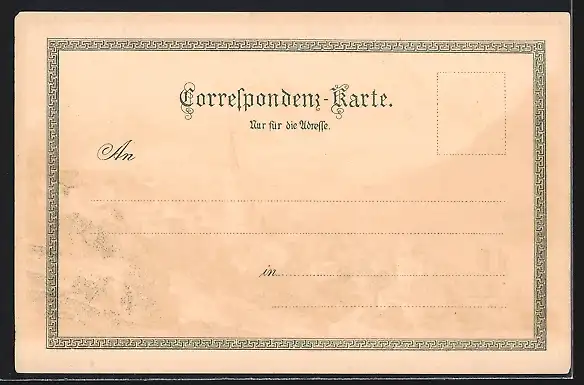 Correſpondenz-Karte.
Nur für die Adreſſe.
An
in